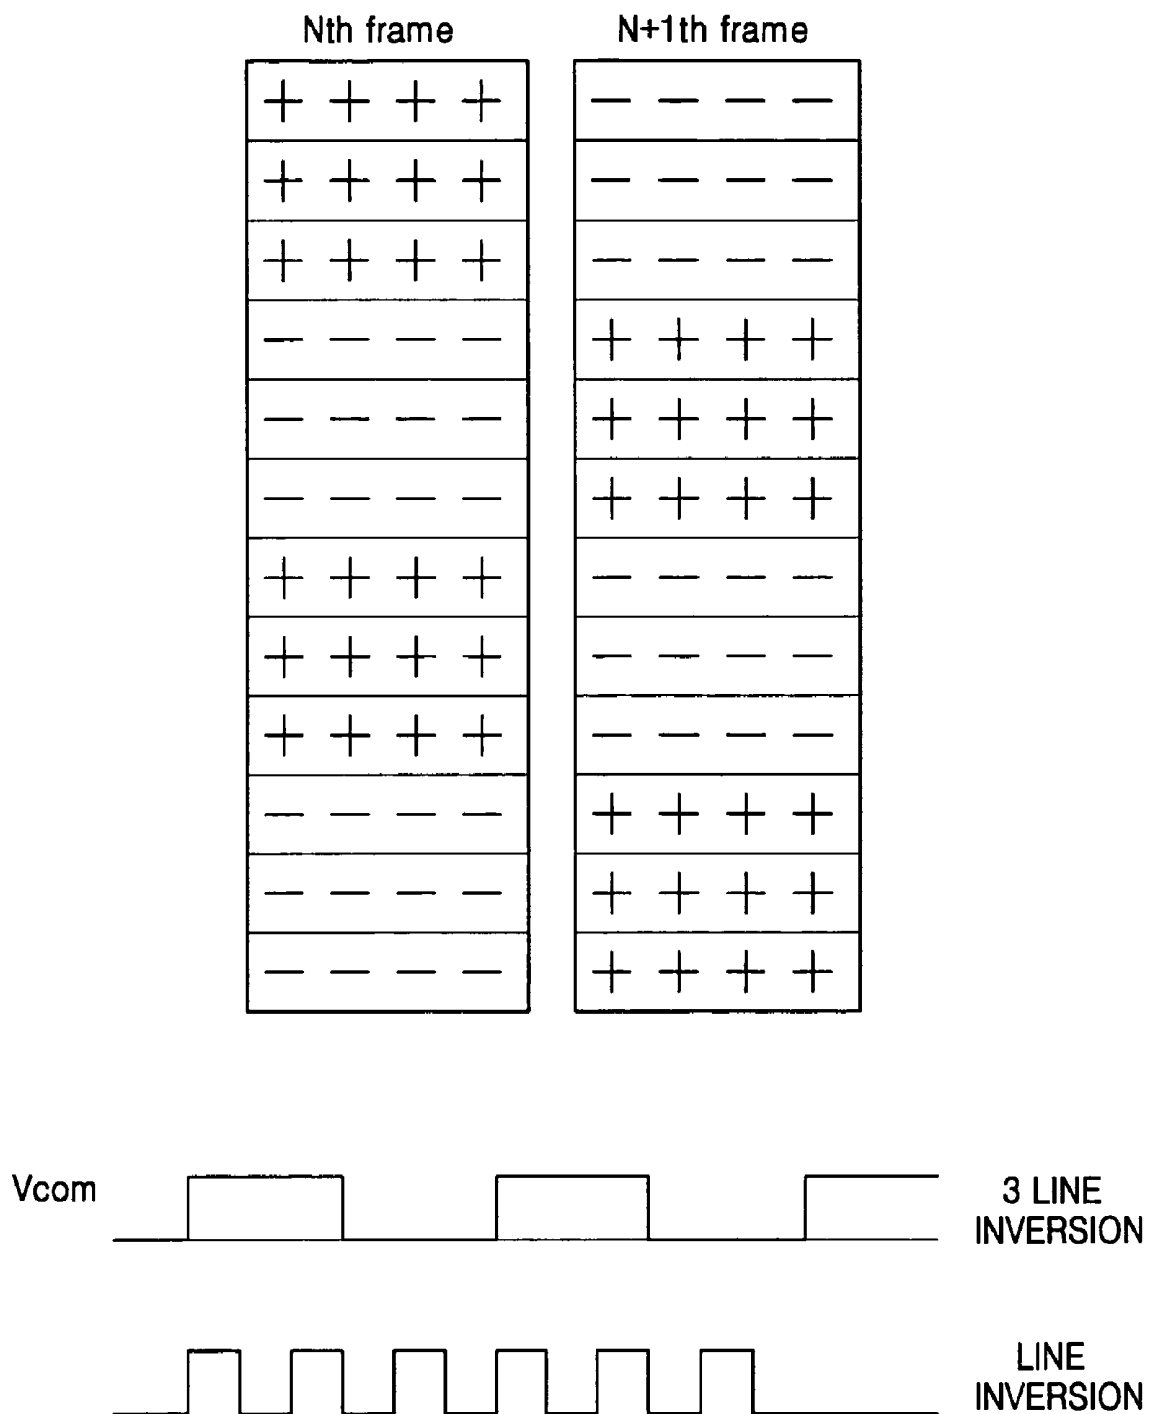 Nth frame
N+1th frame
+ + + +
− − − −
+ + + +
− − − −
+ + + +
− − − −
− − − −
+ + + +
− − − −
+ + + +
− − − −
+ + + +
+ + + +
− − − −
+ + + +
− − − −
+ + + +
− − − −
− − − −
+ + + +
− − − −
+ + + +
− − − −
+ + + +
Vcom
3 LINE
INVERSION
LINE
INVERSION